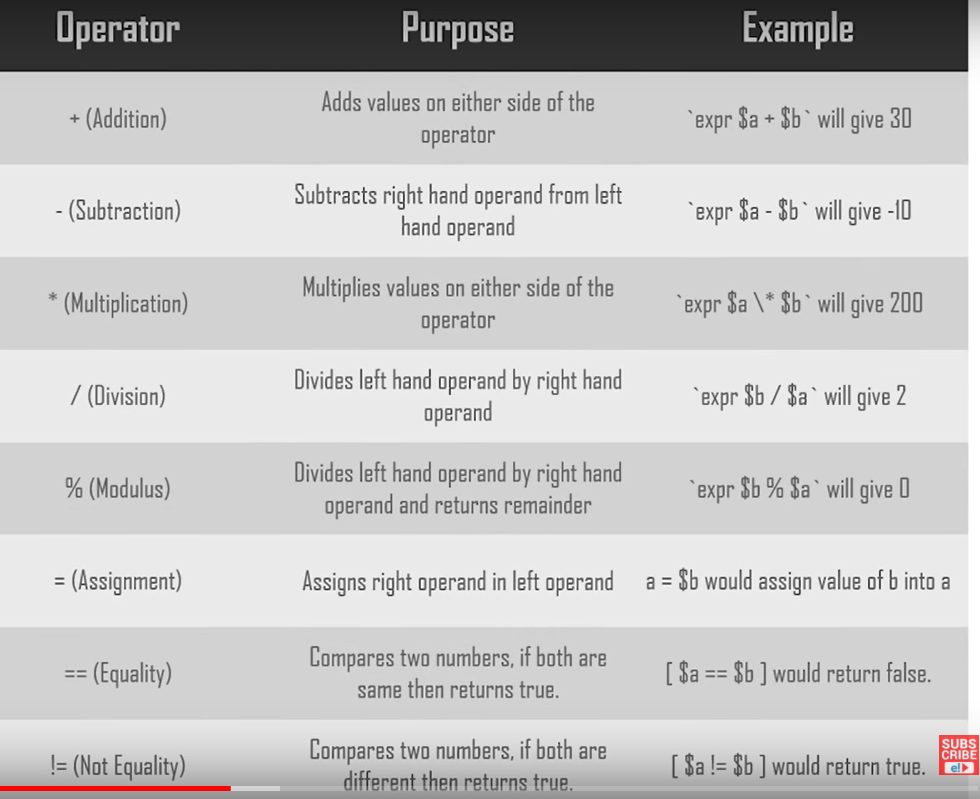 Operator Purpose Example
+ (Addition) Adds values on either side of the
operator `expr $a + $b` will give 30
- (Subtraction) Subtracts right hand operand from left
hand operand `expr $a - $b` will give -10
* (Multiplication) Multiplies values on either side of the
operator `expr $a \* $b` will give 200
/ (Division) Divides left hand operand by right hand
operand `expr $b / $a` will give 2
% (Modulus) Divides left hand operand by right hand
operand and returns remainder `expr $b % $a` will give 0
= (Assignment) Assigns right operand in left operand a = $b would assign value of b into a
== (Equality) Compares two numbers, if both are
same then returns true. [ $a == $b ] would return false.
!= (Not Equality) Compares two numbers, if both are
different then returns true. [ $a != $b ] would return true.
SUBS
CRIBE
e!